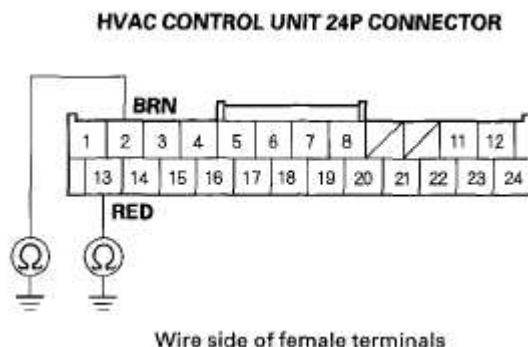 HVAC CONTROL UNIT 24P CONNECTOR
BRN
1 2 3 4 5 6 7 8 11 12
13 14 15 16 17 18 19 20 21 22 23 24
RED
Ω Ω
Wire side of female terminals